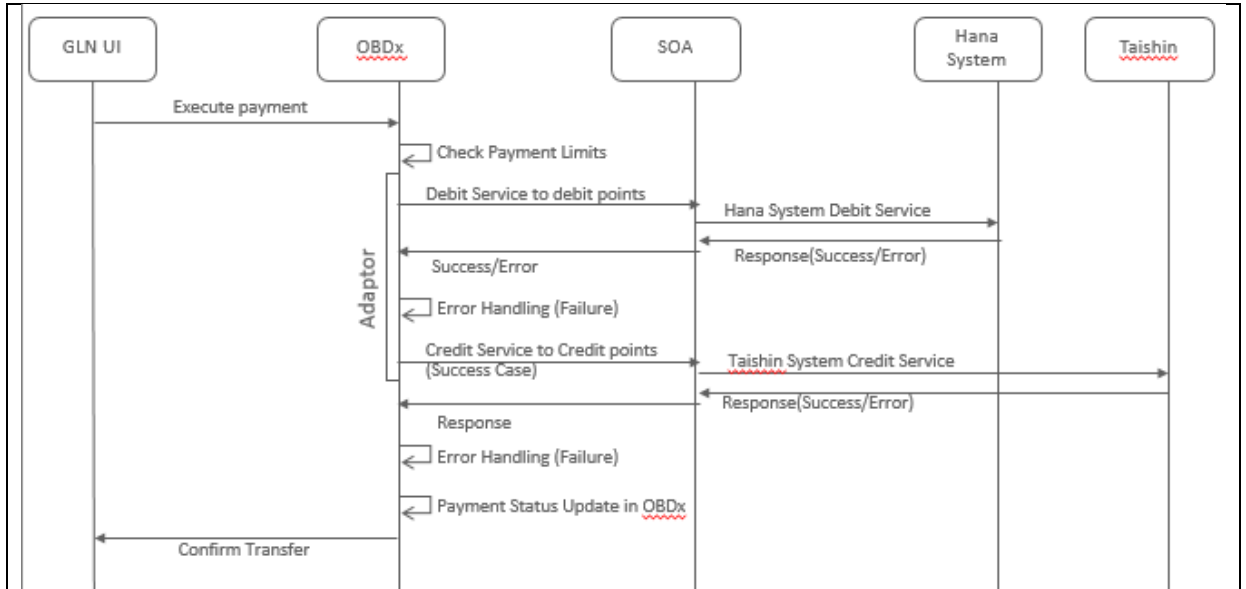 GLN UI
OBDx
SOA
Hana
System
Taishin
Execute payment
Check Payment Limits
Debit Service to debit points
Hana System Debit Service
Response(Success/Error)
Success/Error
Adaptor
Error Handling (Failure)
Credit Service to Credit points
(Success Case)
Taishin System Credit Service
Response(Success/Error)
Response
Error Handling (Failure)
Payment Status Update in OBDx
Confirm Transfer